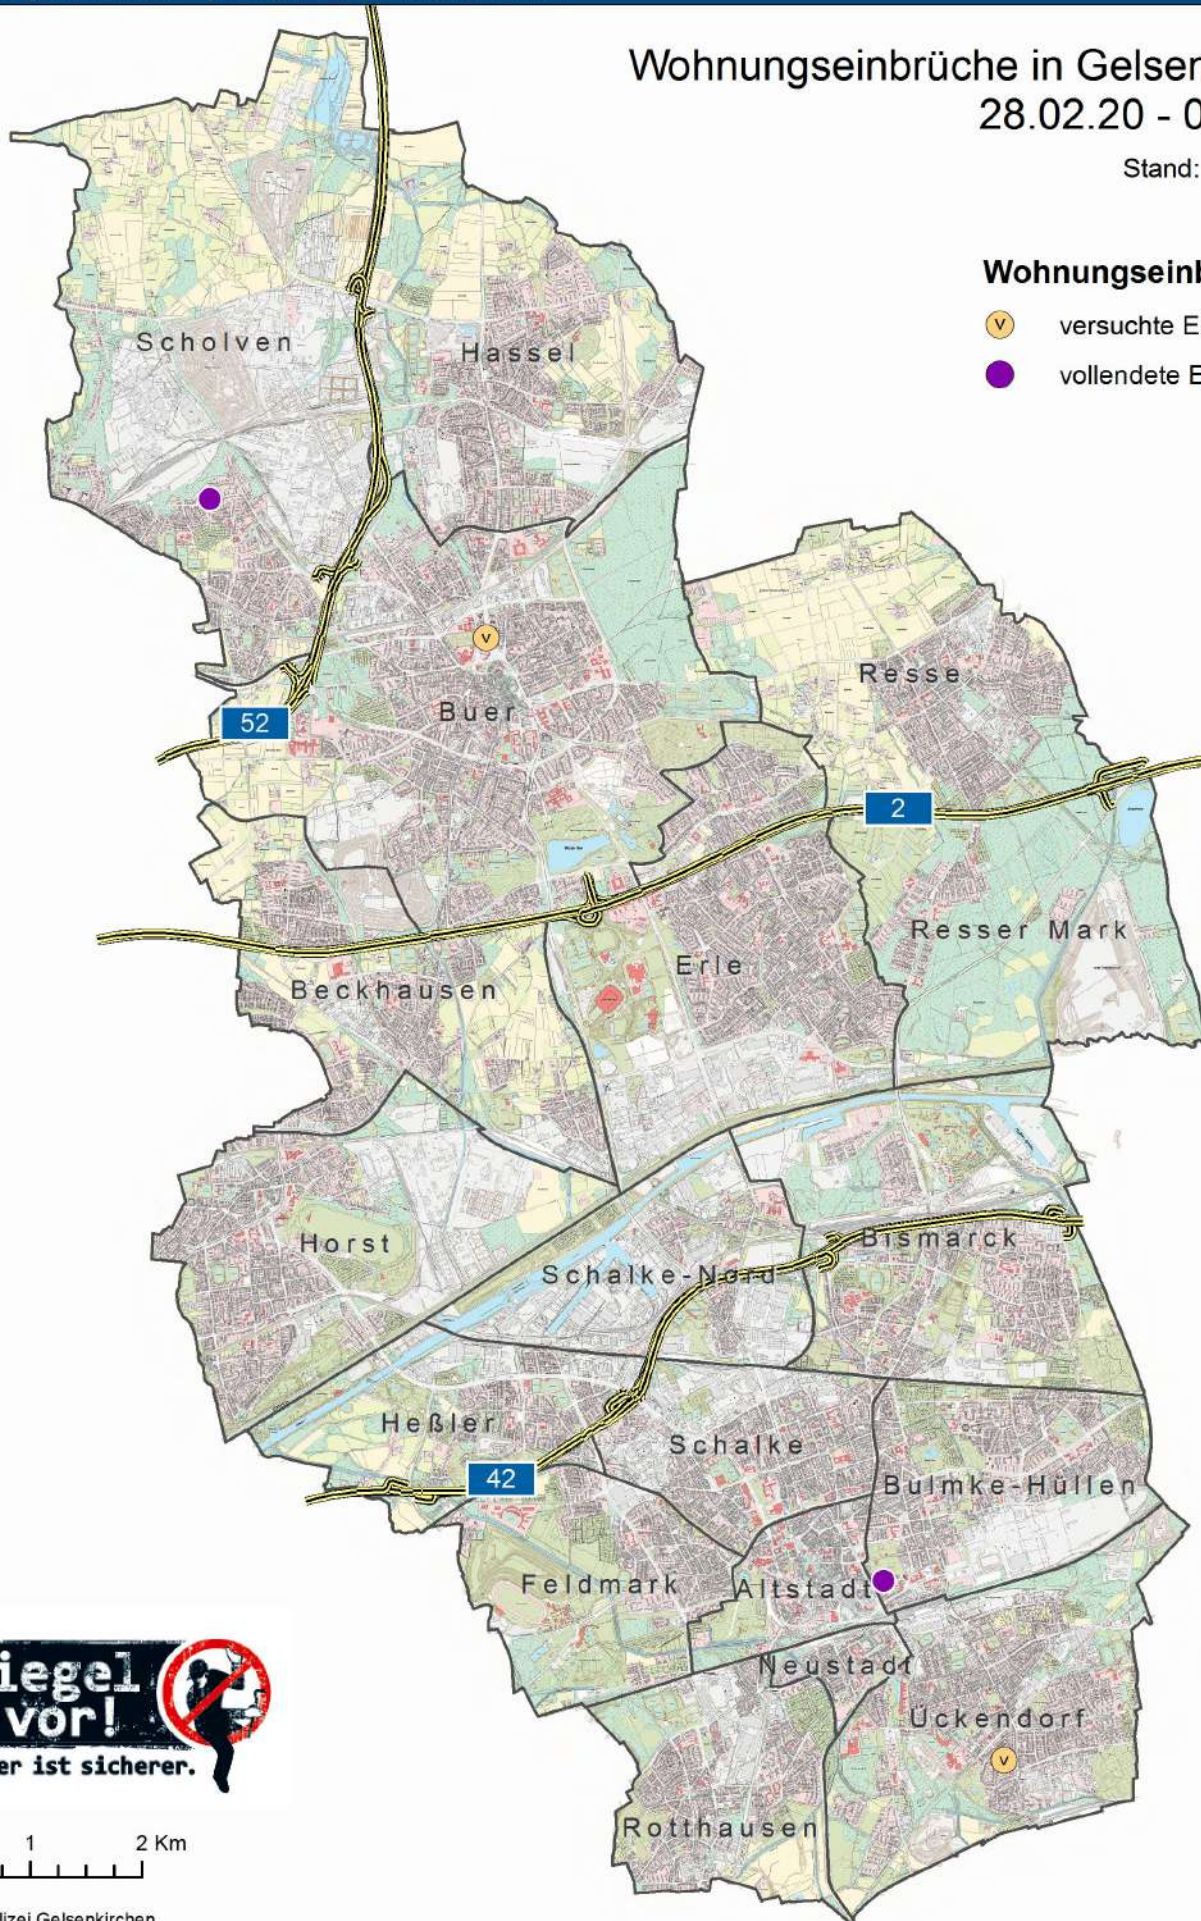 Wohnungseinbrüche in Gelsen
28.02.20 - 0
Stand:
Wohnungseinb
v versuchte E
vollendete E
Scholven
Hassel
v
Resse
Buer
52
2
Resser Mark
Erle
Beckhausen
Horst
Bismarck
Schalke-Nord
Heßler
Schalke
42
Bulmke-Hüllen
Feldmark
Altstadt
Neustadt
Ückendorf
v
Rotthausen
iegel
vor!
er ist sicherer.
1 2 Km
lizei Gelsenkirchen